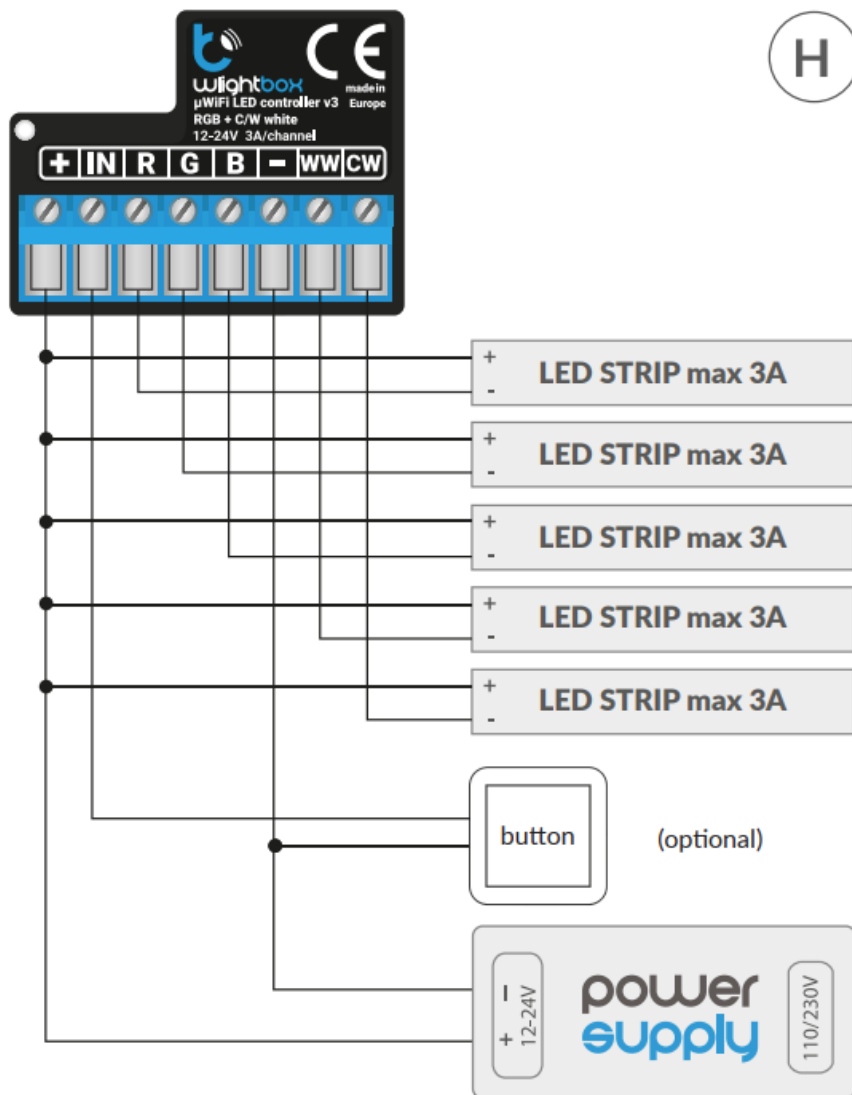 H
wlightbox
made in
Europe
µWiFi LED controller v3
RGB + C/W white
12-24V 3A/channel
+ IN R G B - WW CW
+
LED STRIP max 3A
-
+
LED STRIP max 3A
-
+
LED STRIP max 3A
-
+
LED STRIP max 3A
-
+
LED STRIP max 3A
-
button
(optional)
+ -
12-24V
power
supply
110/230V